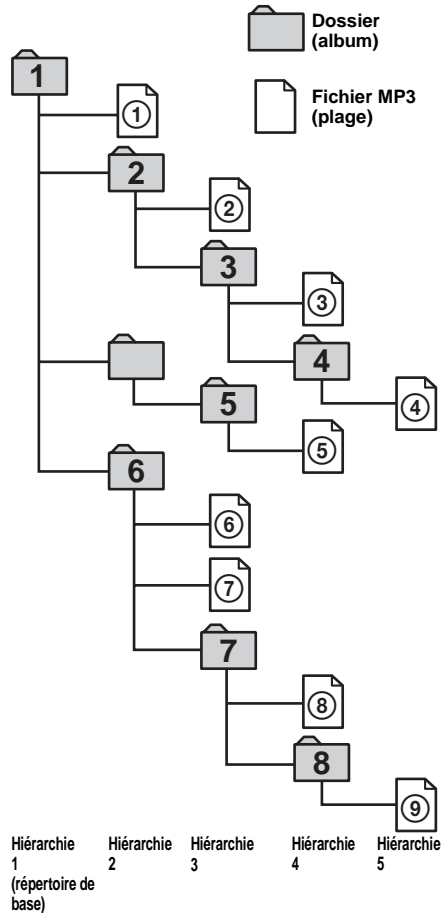 Dossier
(album)
Fichier MP3
(plage)
1
①
2
②
3
③
4
④
5
⑤
6
⑥
⑦
7
⑧
8
⑨
Hiérarchie
1
(répertoire de
base)
Hiérarchie
2
Hiérarchie
3
Hiérarchie
4
Hiérarchie
5